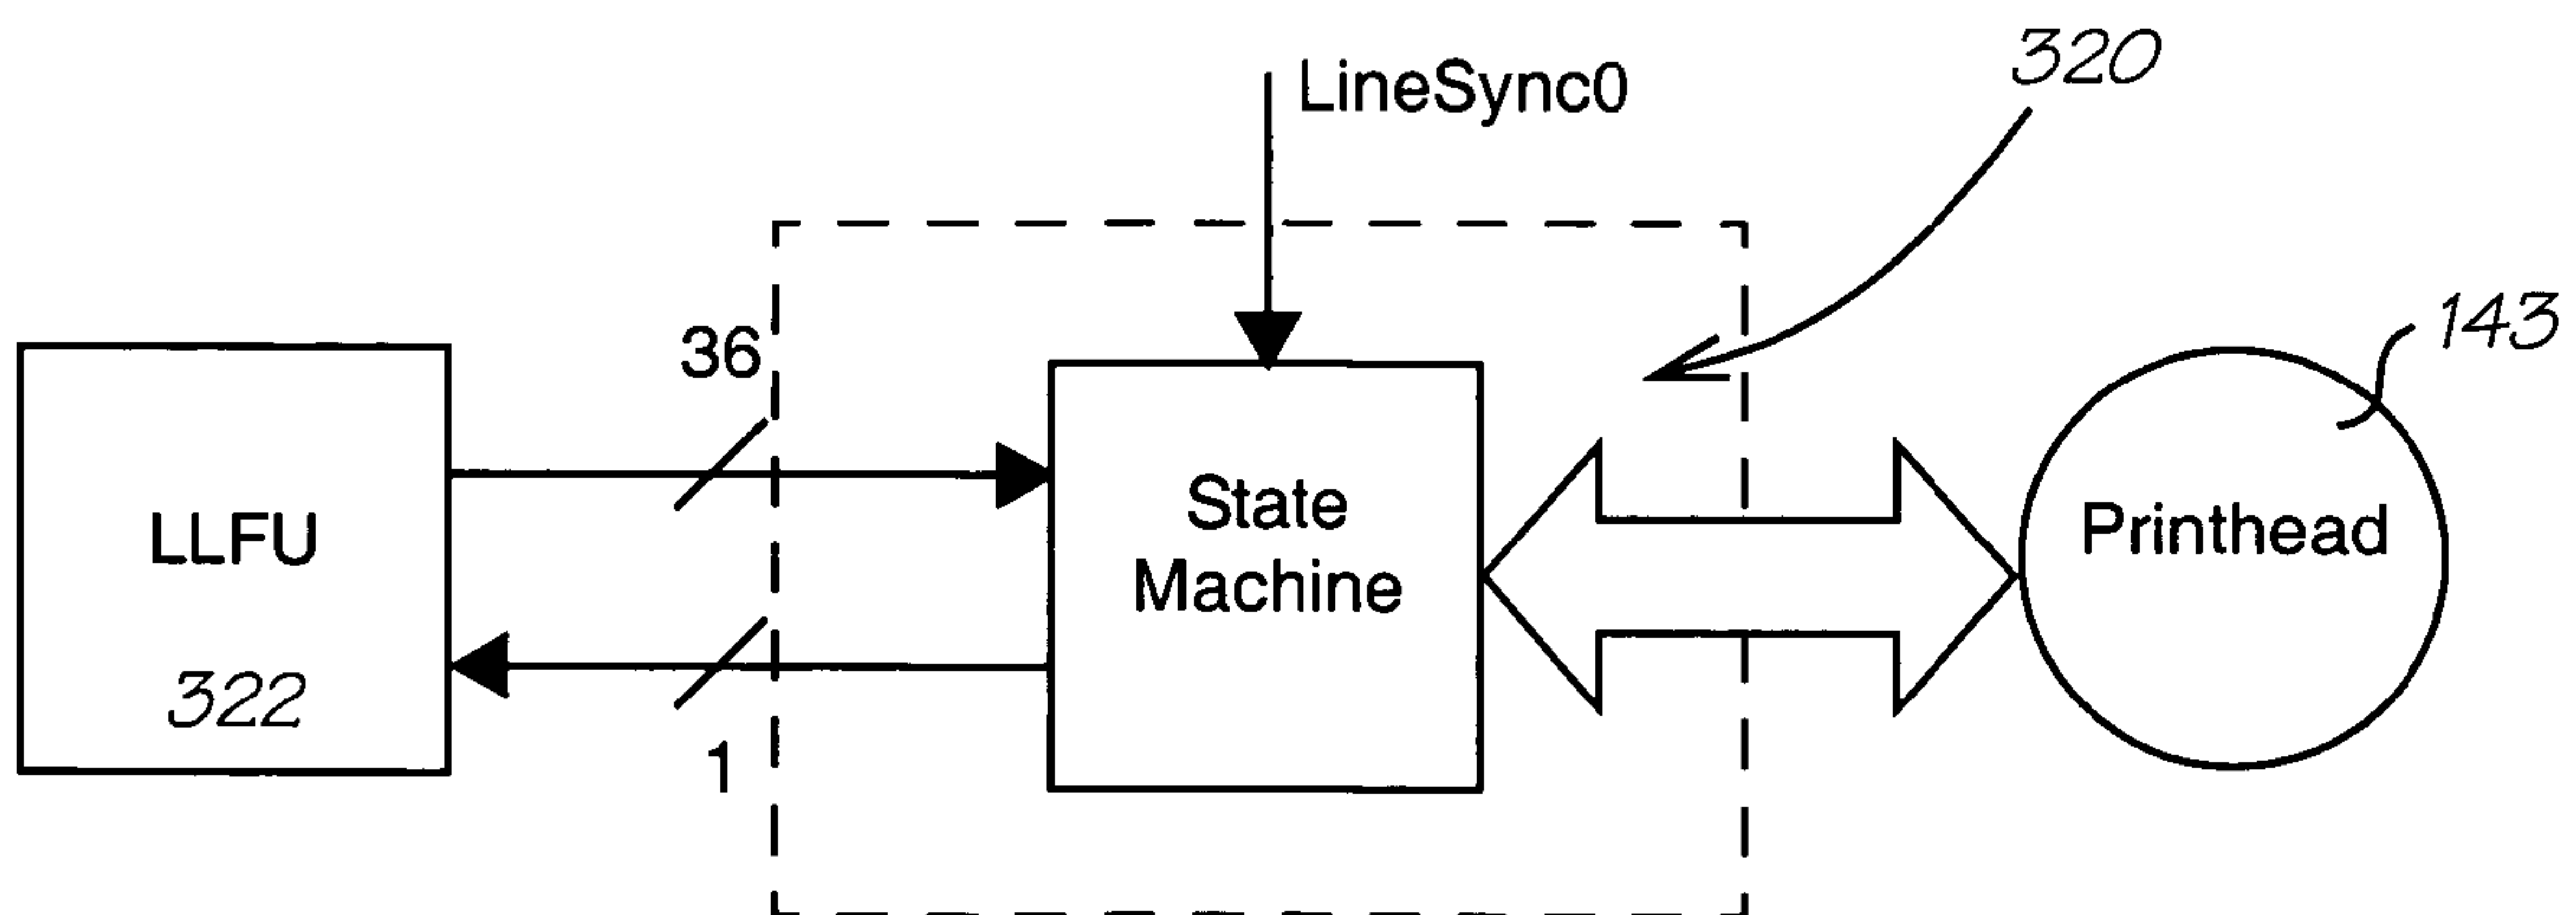 LineSync0
320
143
36
LLFU
322
1
State
Machine
Printhead